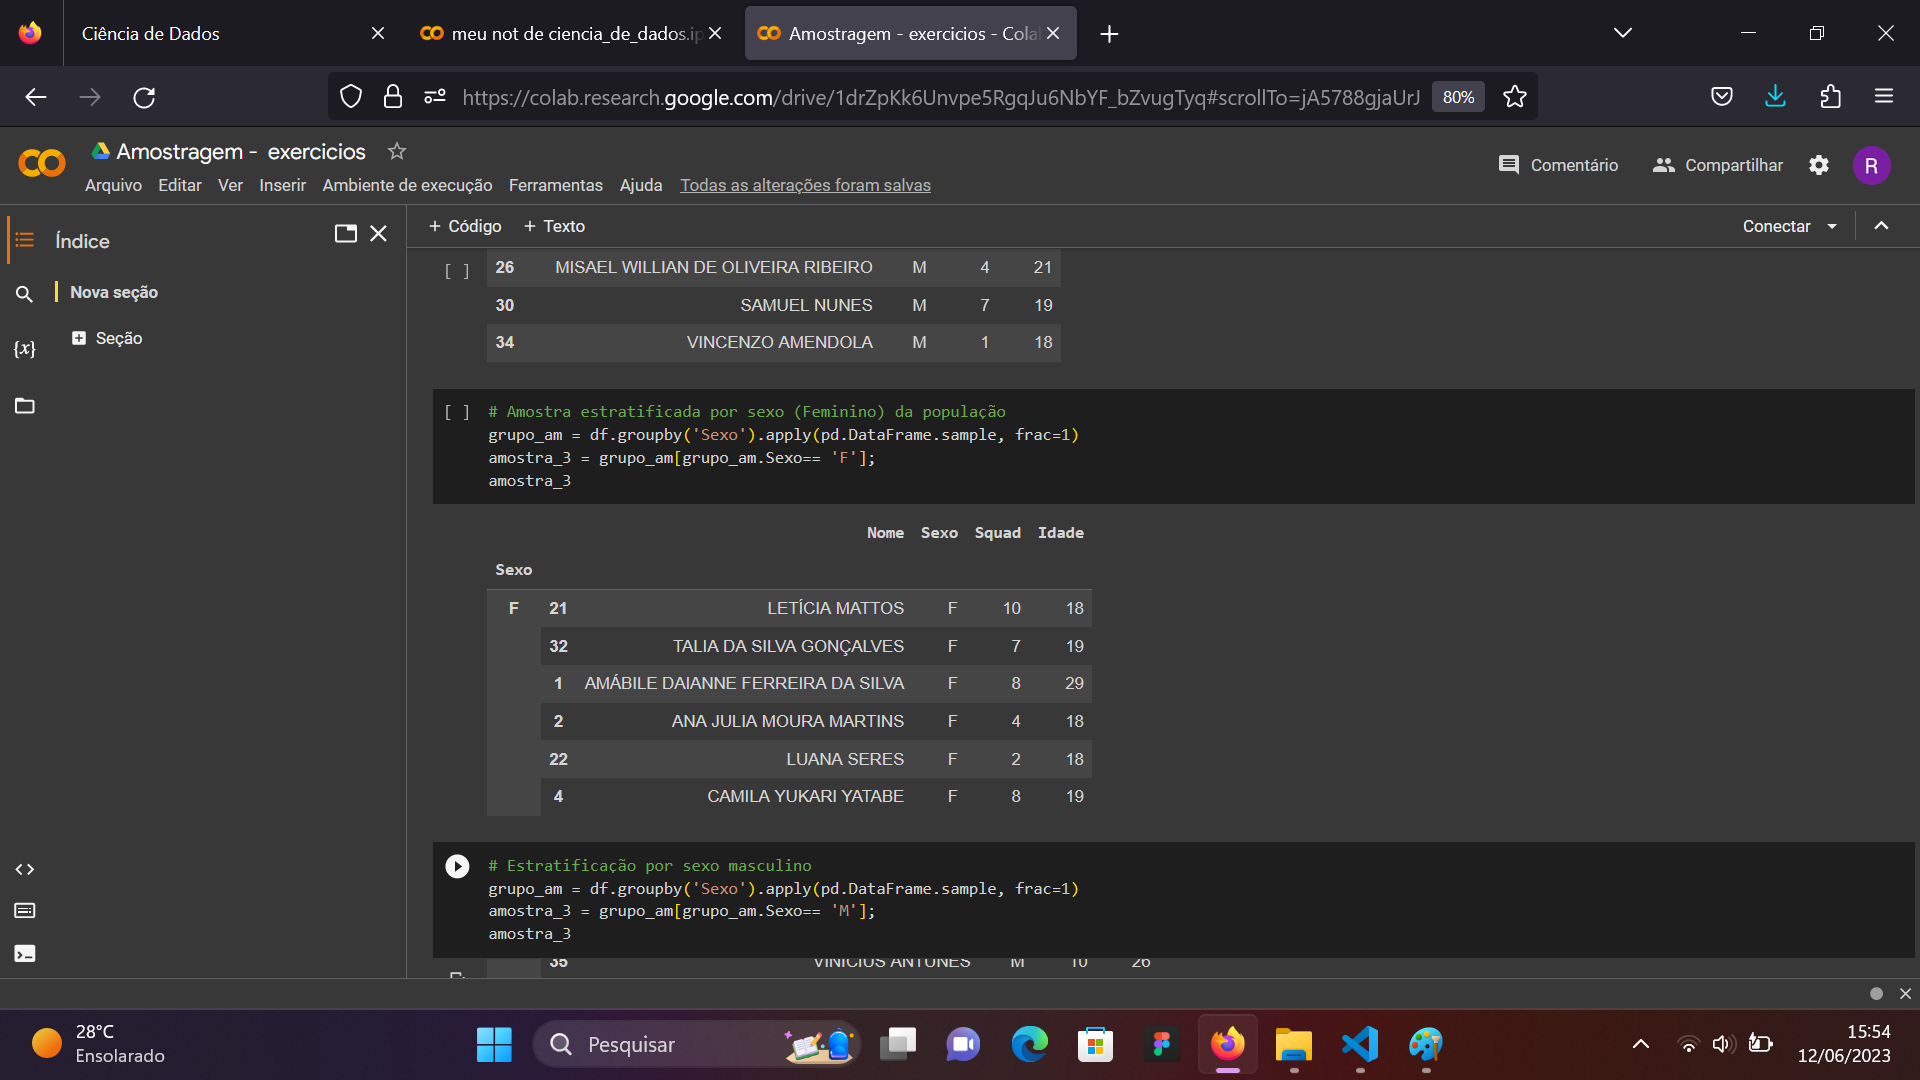 Ciência de Dados
meu not de ciencia_de_dados.ip
Amostragem - exercicios - Cola
https://colab.research.google.com/drive/1drZpKk6Unvpe5RgqJu6NbYF_bZvugTyq#scrollTo=jA5788gjaUrJ
80%
Amostragem - exercicios
Arquivo Editar Ver Inserir Ambiente de execução Ferramentas Ajuda Todas as alterações foram salvas
Comentário Compartilhar R
Índice
Nova seção
Seção
+ Código + Texto
Conectar
[ ] 26 MISAEL WILLIAN DE OLIVEIRA RIBEIRO M 4 21
30 SAMUEL NUNES M 7 19
34 VINCENZO AMENDOLA M 1 18
[ ] # Amostra estratificada por sexo (Feminino) da população
grupo_am = df.groupby('Sexo').apply(pd.DataFrame.sample, frac=1)
amostra_3 = grupo_am[grupo_am.Sexo== 'F'];
amostra_3
Nome Sexo Squad Idade
Sexo
F 21 LETÍCIA MATTOS F 10 18
32 TALIA DA SILVA GONÇALVES F 7 19
1 AMÁBILE DAIANNE FERREIRA DA SILVA F 8 29
2 ANA JULIA MOURA MARTINS F 4 18
22 LUANA SERES F 2 18
4 CAMILA YUKARI YATABE F 8 19
# Estratificação por sexo masculino
grupo_am = df.groupby('Sexo').apply(pd.DataFrame.sample, frac=1)
amostra_3 = grupo_am[grupo_am.Sexo== 'M'];
amostra_3
35 VINICIUS ANTUNES M 10 26
28°C
Ensolarado
Pesquisar
15:54
12/06/2023